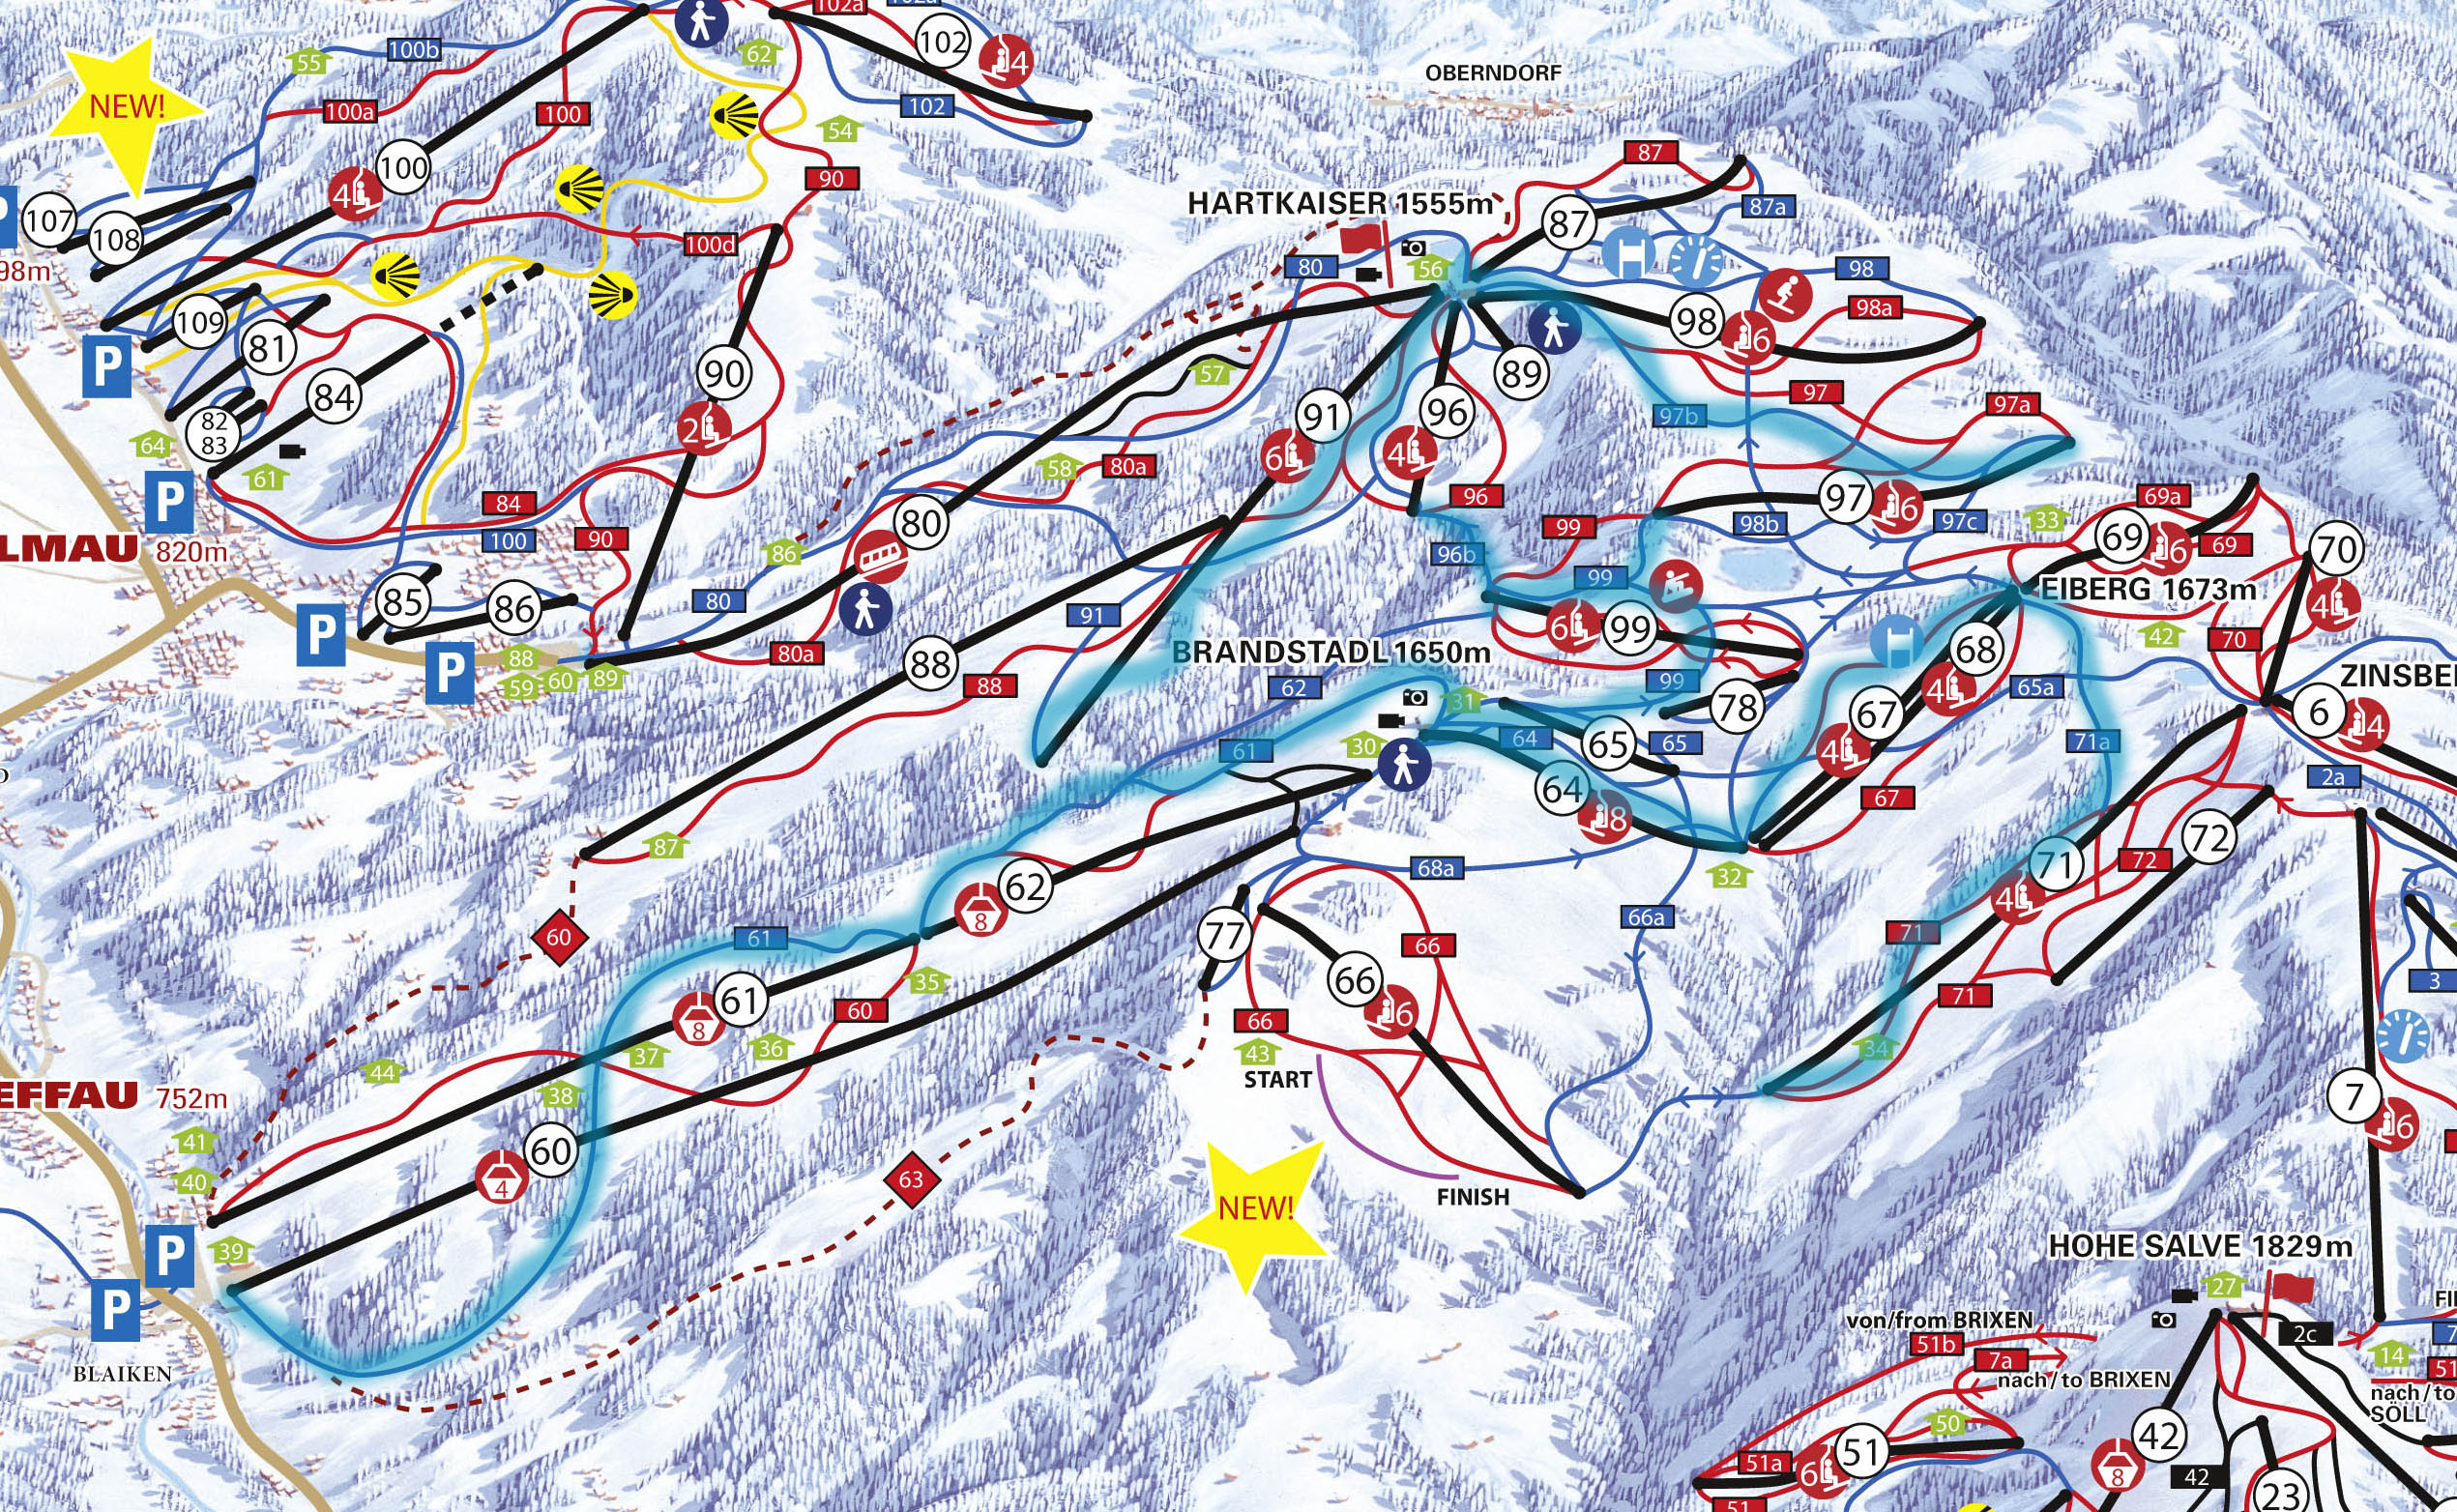 102a
102a
100b
55
62
102
4
OBERNDORF
NEW!
100a
100
102
54
87
100
4
90
HARTKAISER 1555m
87a
107
108
87
100d
98m
80
56
98
98a
109
98
6
P
81
90
57
89
97
97a
84
91
96
97b
82
83
64
2
6
4
61
58
80a
96
97
6
69a
P
84
80
99
98b
97c
33
69
LMAU 820m
100
90
86
96b
6
69
70
85
86
80
91
99
EIBERG 1673m
4
P
P
88
59
60
89
80a
88
BRANDSTADL 1650m
6
99
68
42
70
88
62
99
4
65a
ZINSBE
31
78
67
6
4
61
30
64
65
65
4
71a
64
8
67
2a
87
62
68a
32
71
72
72
8
4
60
61
77
66a
71
66
61
35
66
6
71
3
8
60
66
37
36
43
34
44
START
7
EFFAU 752m
38
6
41
60
40
4
63
NEW!
FINISH
39
P
HOHE SALVE 1829m
27
P
von/from BRIXEN
2c
51b
7a
14
BLAIKEN
nach/to BRIXEN
nach/to
SÖLL
50
42
51a
6
51
8
42
23
51